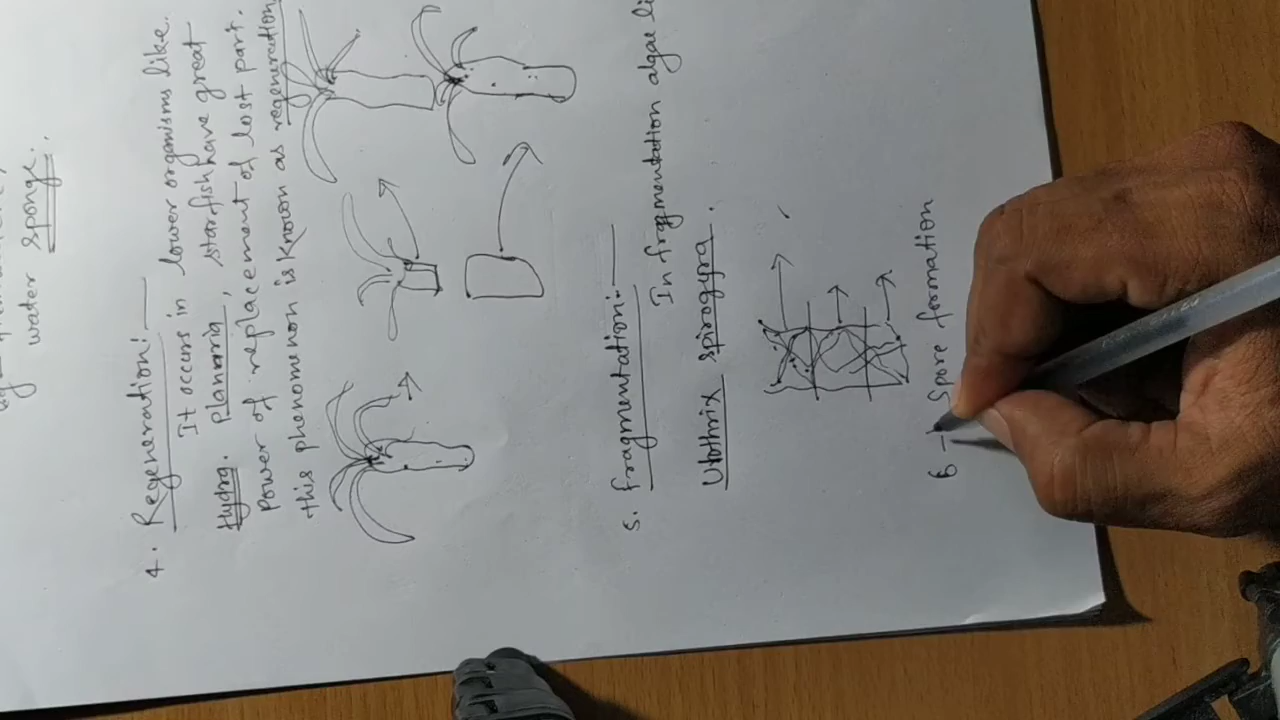 water sponge.
4. Regeneration:—
It occurs in lower organisms like.
Hydra. planaria, starfish have great
Power of replacement of lost part.
this phenomenon is known as regeneration
5. fragmentation:—
In fragmentation algae li
Ulothrix spirogyra.
6 - Spore formation